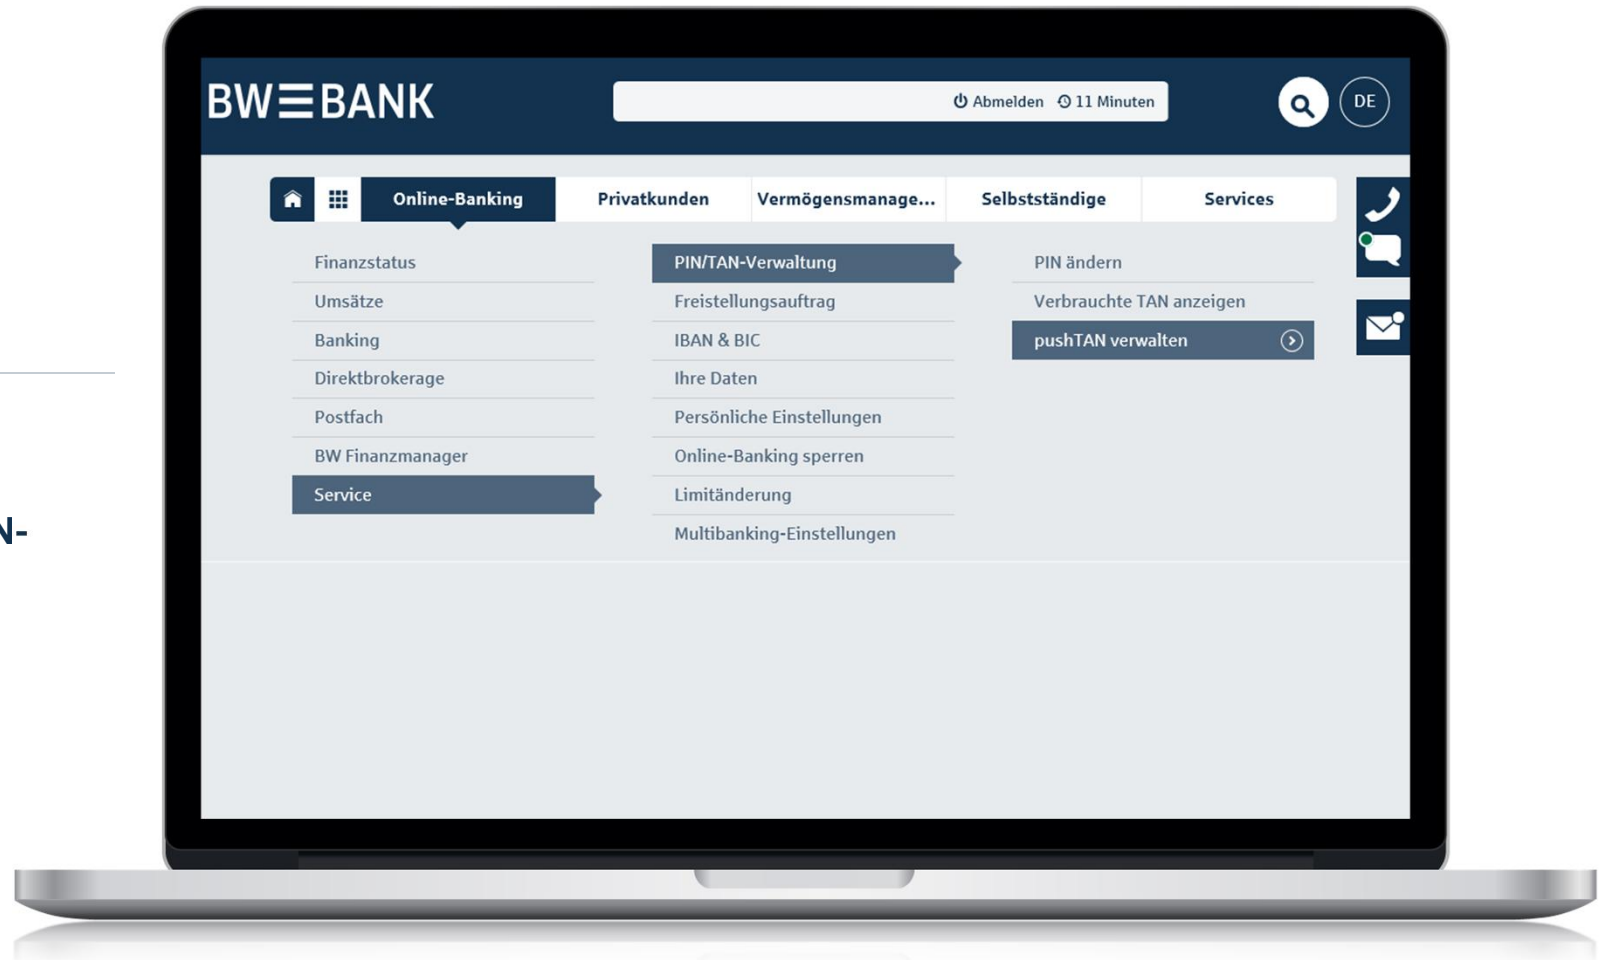 BW BANK
Abmelden 11 Minuten
DE
Online-Banking
Privatkunden
Vermögensmanage...
Selbstständige
Services
Finanzstatus
Umsätze
Banking
Direktbrokerage
Postfach
BW Finanzmanager
Service
PIN/TAN-Verwaltung
Freistellungsauftrag
IBAN & BIC
Ihre Daten
Persönliche Einstellungen
Online-Banking sperren
Limitänderung
Multibanking-Einstellungen
PIN ändern
Verbrauchte TAN anzeigen
pushTAN verwalten